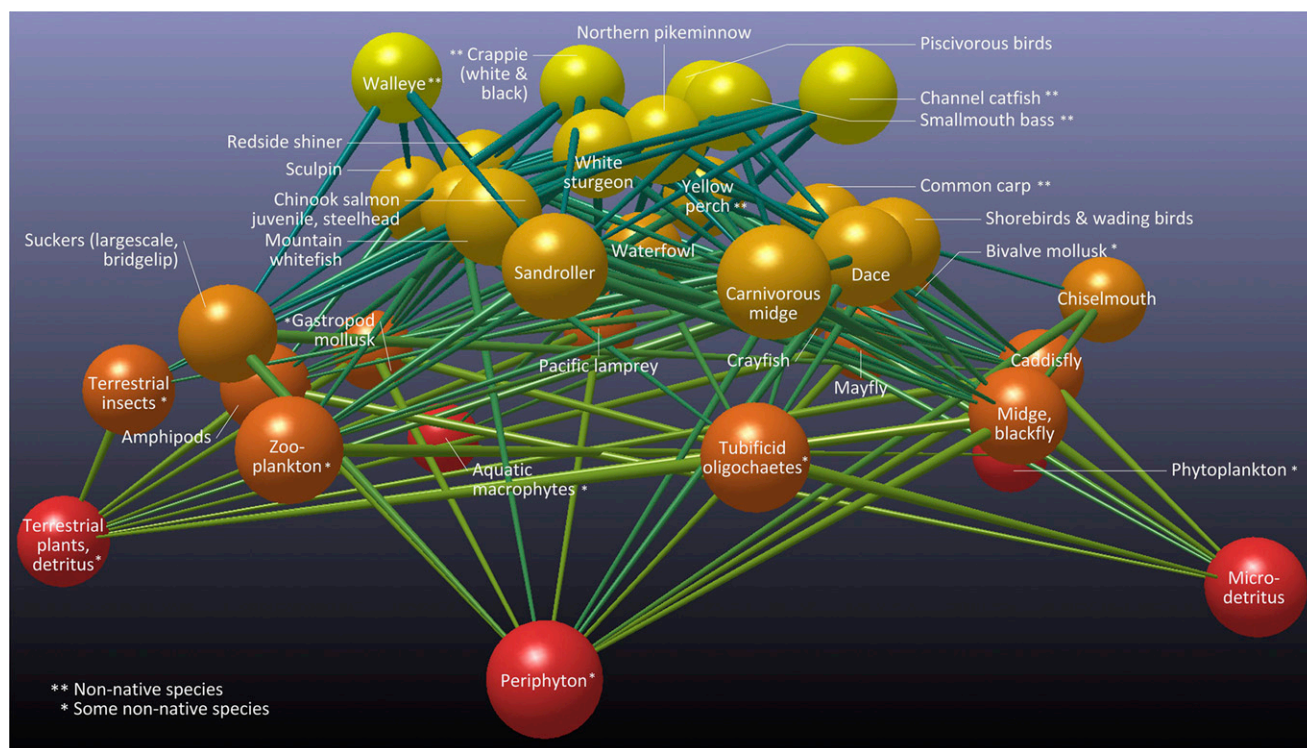 Northern pikeminnow
Piscivorous birds
** Crappie
(white &
black)
Walleye **
Channel catfish **
Smallmouth bass **
Redside shiner
Sculpin
White
sturgeon
Yellow
perch **
Common carp **
Chinook salmon
juvenile, steelhead
Shorebirds & wading birds
Suckers (largescale,
bridgelip)
Mountain
whitefish
Waterfowl
Bivalve mollusk *
Sandroller
Carnivorous
midge
Dace
Chiselmouth
* Gastropod
mollusk
Pacific lamprey
Crayfish
Caddisfly
Terrestrial
insects *
Mayfly
Amphipods
Midge,
blackfly
Zoo-
plankton *
Tubificid
oligochaetes *
Aquatic
macrophytes *
Phytoplankton *
Terrestrial
plants,
detritus *
Micro-
detritus
Periphyton *
** Non-native species
* Some non-native species